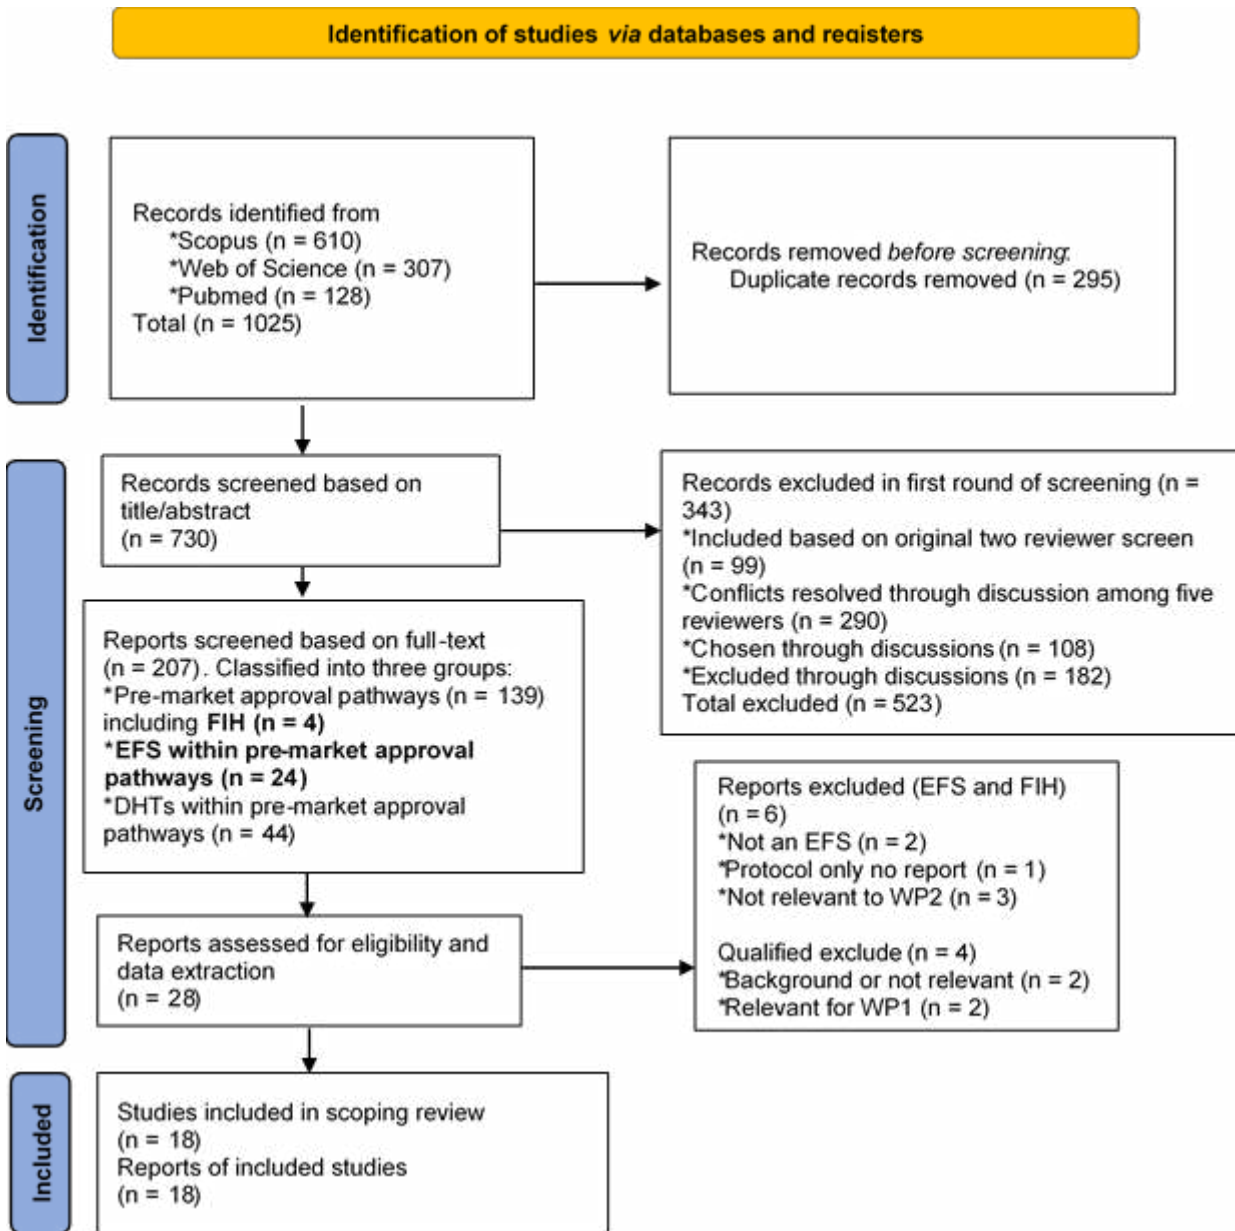 Identification of studies via databases and registers
Identification
Records identified from
*Scopus (n = 610)
*Web of Science (n = 307)
*Pubmed (n = 128)
Total (n = 1025)
Records removed before screening:
Duplicate records removed (n = 295)
Screening
Records screened based on
title/abstract
(n = 730)
Records excluded in first round of screening (n =
343)
*Included based on original two reviewer screen
(n = 99)
*Conflicts resolved through discussion among five
reviewers (n = 290)
*Chosen through discussions (n = 108)
*Excluded through discussions (n = 182)
Total excluded (n = 523)
Reports screened based on full-text
(n = 207). Classified into three groups:
*Pre-market approval pathways (n = 139)
including FIH (n = 4)
*EFS within pre-market approval
pathways (n = 24)
*DHTs within pre-market approval
pathways (n = 44)
Reports excluded (EFS and FIH)
(n = 6)
*Not an EFS (n = 2)
*Protocol only no report (n = 1)
*Not relevant to WP2 (n = 3)
Qualified exclude (n = 4)
*Background or not relevant (n = 2)
*Relevant for WP1 (n = 2)
Reports assessed for eligibility and
data extraction
(n = 28)
Included
Studies included in scoping review
(n = 18)
Reports of included studies
(n = 18)